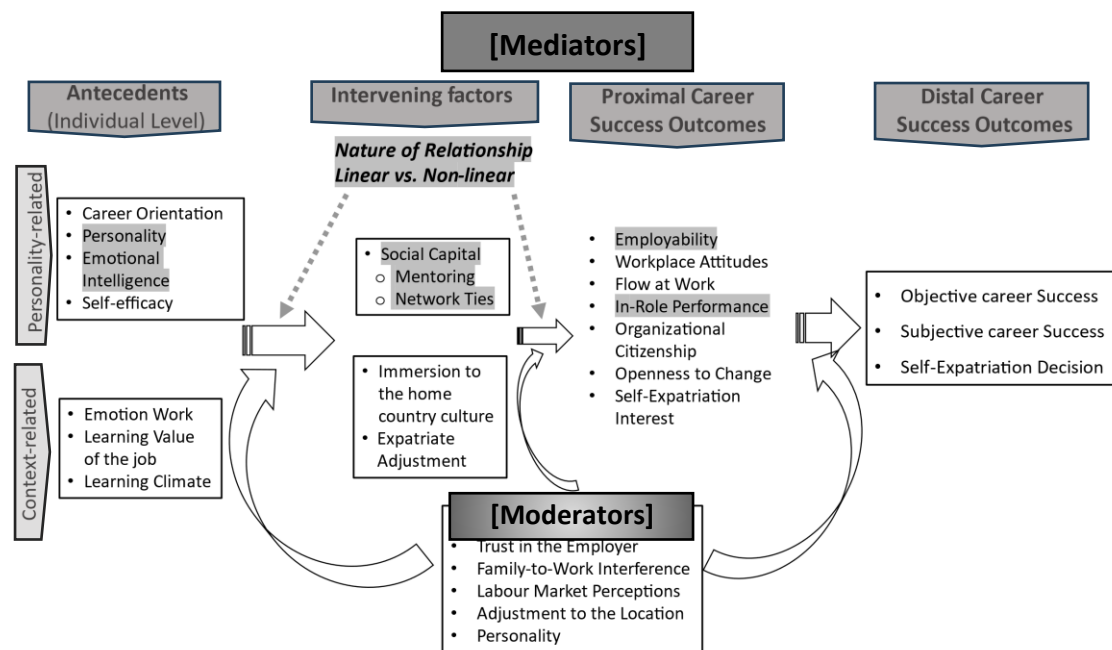 [Mediators]
Antecedents
(Individual Level)
Intervening factors
Proximal Career
Success Outcomes
Distal Career
Success Outcomes
Nature of Relationship
Linear vs. Non-linear
Personality-related
• Career Orientation
• Personality
• Emotional
Intelligence
• Self-efficacy
• Social Capital
o Mentoring
o Network Ties
• Employability
• Workplace Attitudes
• Flow at Work
• In-Role Performance
• Organizational
Citizenship
• Openness to Change
• Self-Expatriation
Interest
• Objective career Success
• Subjective career Success
• Self-Expatriation Decision
Context-related
• Emotion Work
• Learning Value
of the job
• Learning Climate
• Immersion to
the home
country culture
• Expatriate
Adjustment
[Moderators]
• Trust in the Employer
• Family-to-Work Interference
• Labour Market Perceptions
• Adjustment to the Location
• Personality